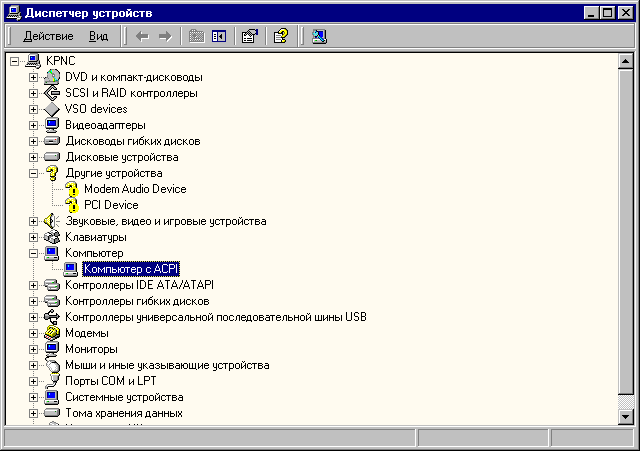 Диспетчер устройств
Действие Вид
KPNC
DVD и компакт-дисководы
SCSI и RAID контроллеры
VSO devices
Видеоадаптеры
Дисководы гибких дисков
Дисковые устройства
Другие устройства
Modem Audio Device
PCI Device
Звуковые, видео и игровые устройства
Клавиатуры
Компьютер
Компьютер с ACPI
Контроллеры IDE ATA/ATAPI
Контроллеры гибких дисков
Контроллеры универсальной последовательной шины USB
Модемы
Мониторы
Мыши и иные указывающие устройства
Порты COM и LPT
Системные устройства
Тома хранения данных